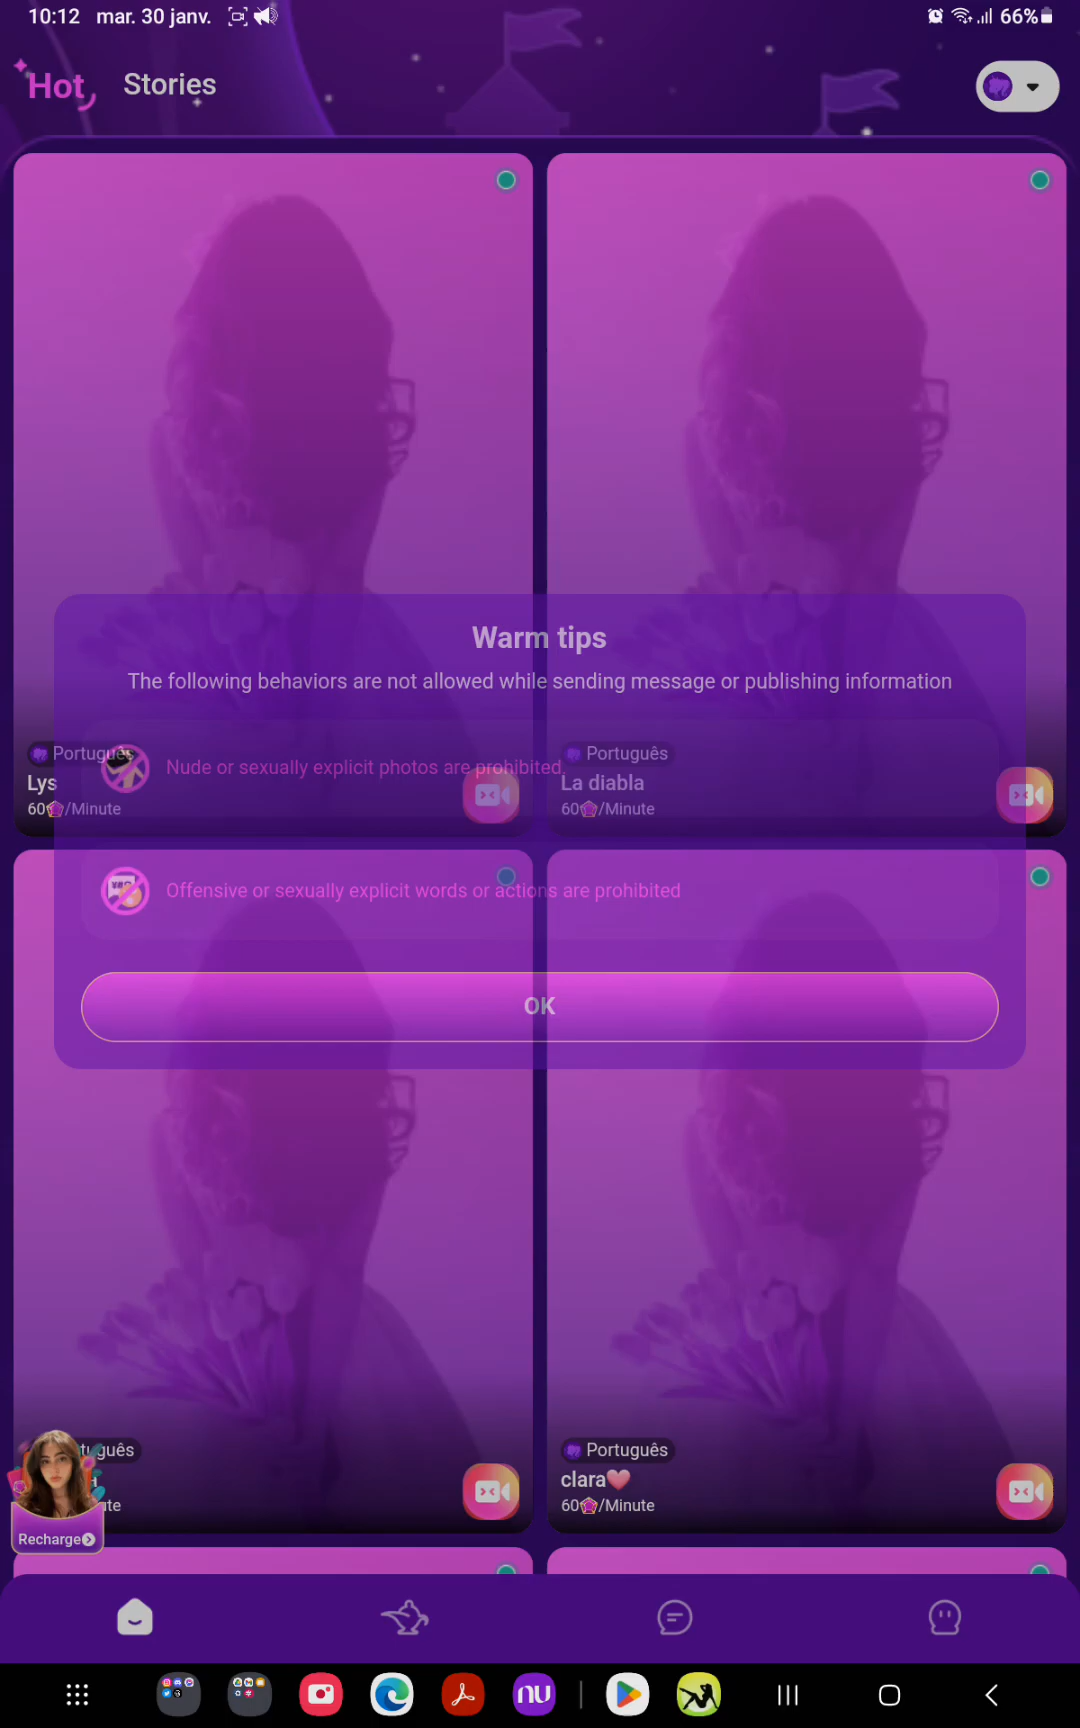 10:12 mar. 30 janv. 66%
Hot Stories
Warm tips
The following behaviors are not allowed while sending message or publishing information
Nude or sexually explicit photos are prohibited.
Português
Lys
60/Minute
Português
La diabla
60/Minute
Offensive or sexually explicit words or actions are prohibited
OK
Português
clara🩷
60/Minute
Recharge
nu